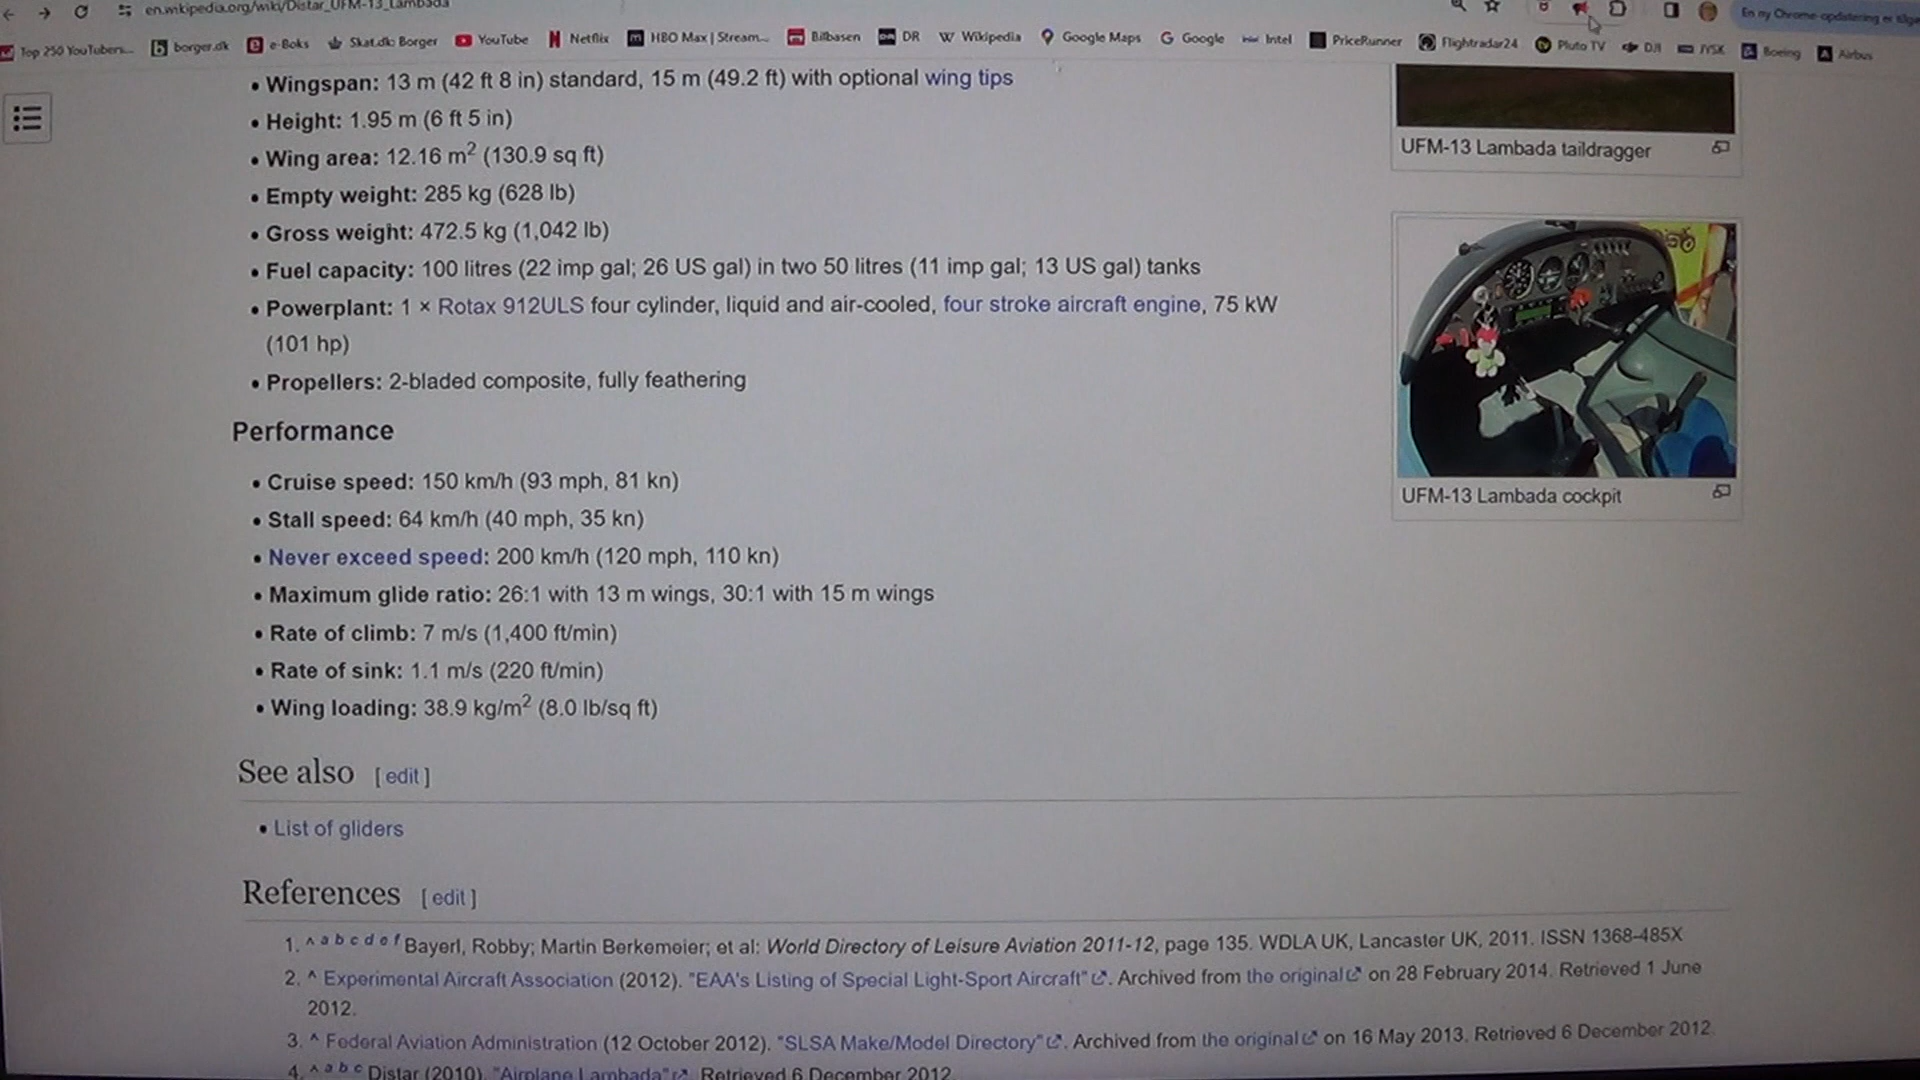 en.wikipedia.org/wiki/Distar_UFM-13_Lambada
En ny Chrome-opdatering er tilgæ
Top 250 YouTubers... borger.dk e-Boks Skat.dk: Borger YouTube Netflix HBO Max | Stream... Bilbasen DR Wikipedia Google Maps Google Intel PriceRunner Flightradar24 Pluto TV DJI JYSK Boeing Airbus
• Wingspan: 13 m (42 ft 8 in) standard, 15 m (49.2 ft) with optional wing tips
• Height: 1.95 m (6 ft 5 in)
• Wing area: 12.16 m² (130.9 sq ft)
• Empty weight: 285 kg (628 lb)
• Gross weight: 472.5 kg (1,042 lb)
• Fuel capacity: 100 litres (22 imp gal; 26 US gal) in two 50 litres (11 imp gal; 13 US gal) tanks
• Powerplant: 1 × Rotax 912ULS four cylinder, liquid and air-cooled, four stroke aircraft engine, 75 kW
(101 hp)
• Propellers: 2-bladed composite, fully feathering
UFM-13 Lambada taildragger
UFM-13 Lambada cockpit
Performance
• Cruise speed: 150 km/h (93 mph, 81 kn)
• Stall speed: 64 km/h (40 mph, 35 kn)
• Never exceed speed: 200 km/h (120 mph, 110 kn)
• Maximum glide ratio: 26:1 with 13 m wings, 30:1 with 15 m wings
• Rate of climb: 7 m/s (1,400 ft/min)
• Rate of sink: 1.1 m/s (220 ft/min)
• Wing loading: 38.9 kg/m² (8.0 lb/sq ft)
See also [ edit ]
• List of gliders
References [ edit ]
1. ^ a b c d e f Bayerl, Robby; Martin Berkemeier; et al: World Directory of Leisure Aviation 2011-12, page 135. WDLA UK, Lancaster UK, 2011. ISSN 1368-485X
2. ^ Experimental Aircraft Association (2012). "EAA's Listing of Special Light-Sport Aircraft". Archived from the original on 28 February 2014. Retrieved 1 June
2012.
3. ^ Federal Aviation Administration (12 October 2012). "SLSA Make/Model Directory". Archived from the original on 16 May 2013. Retrieved 6 December 2012.
4. ^ a b c Distar (2010). "Airplane Lambada". Retrieved 6 December 2012.